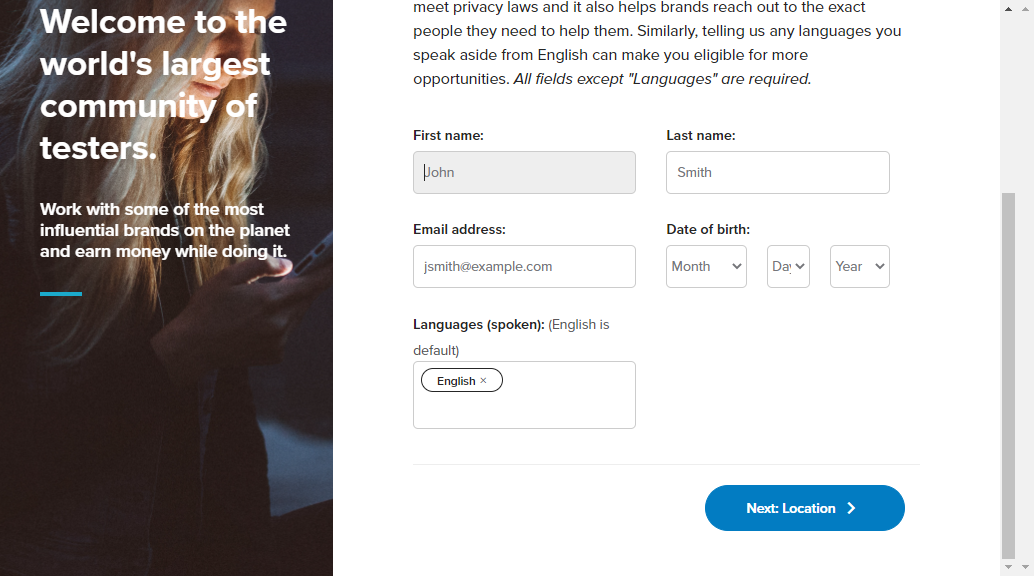 Welcome to the
world's largest
community of
testers.
Work with some of the most
influential brands on the planet
and earn money while doing it.
meet privacy laws and it also helps brands reach out to the exact
people they need to help them. Similarly, telling us any languages you
speak aside from English can make you eligible for more
opportunities. All fields except "Languages" are required.
First name:
Last name:
John
Smith
Email address:
Date of birth:
jsmith@example.com
Month
Day
Year
Languages (spoken): (English is
default)
English ×
Next: Location